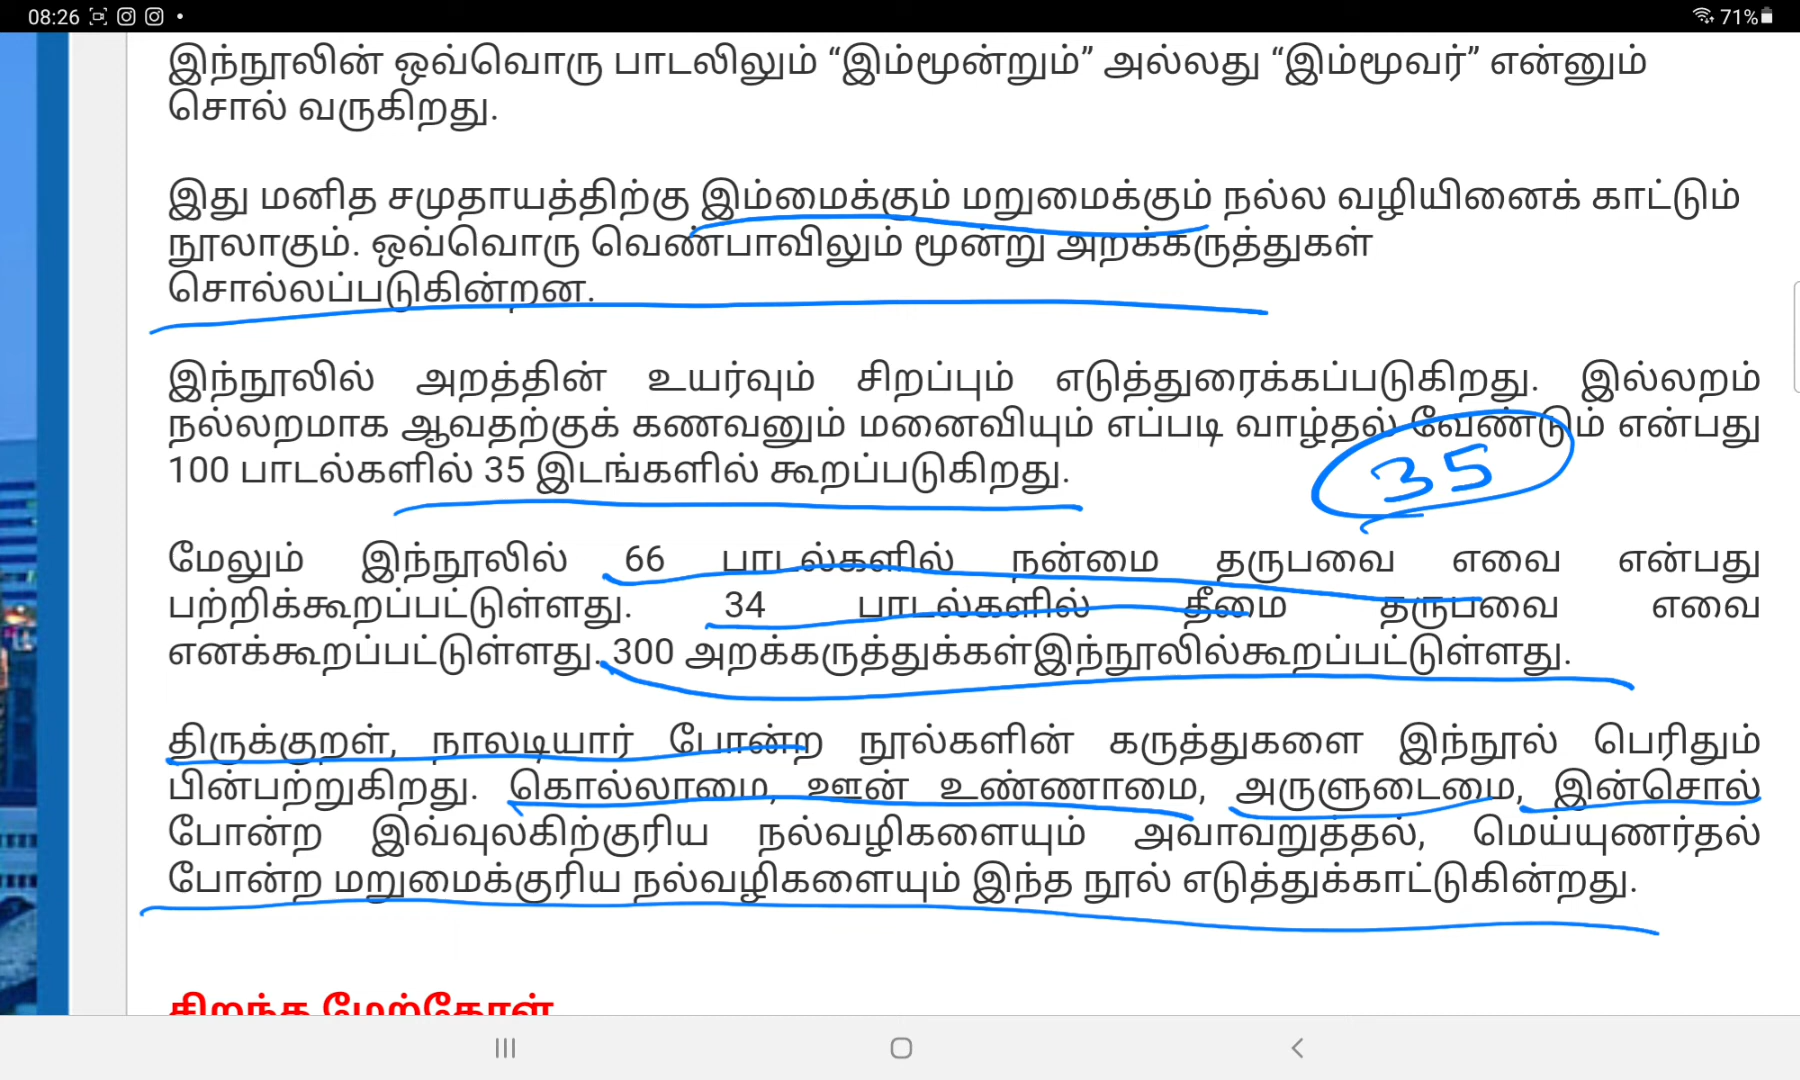 08:26
71%
இந்நூலின் ஒவ்வொரு பாடலிலும் “இம்மூன்றும்” அல்லது “இம்மூவர்” என்னும்
சொல் வருகிறது.
இது மனித சமுதாயத்திற்கு இம்மைக்கும் மறுமைக்கும் நல்ல வழியினைக் காட்டும்
நூலாகும். ஒவ்வொரு வெண்பாவிலும் மூன்று அறக்கருத்துகள்
சொல்லப்படுகின்றன.
இந்நூலில் அறத்தின் உயர்வும் சிறப்பும் எடுத்துரைக்கப்படுகிறது. இல்லறம்
நல்லறமாக ஆவதற்குக் கணவனும் மனைவியும் எப்படி வாழ்தல் வேண்டும் என்பது
100 பாடல்களில் 35 இடங்களில் கூறப்படுகிறது.
35
மேலும் இந்நூலில் 66 பாடல்களில் நன்மை தருபவை எவை என்பது
பற்றிக்கூறப்பட்டுள்ளது. 34 பாடல்களில் தீமை தருபவை எவை
எனக்கூறப்பட்டுள்ளது. 300 அறக்கருத்துக்கள்இந்நூலில்கூறப்பட்டுள்ளது.
திருக்குறள், நாலடியார் போன்ற நூல்களின் கருத்துகளை இந்நூல் பெரிதும்
பின்பற்றுகிறது. கொல்லாமை, ஊன் உண்ணாமை, அருளுடைமை, இன்சொல்
போன்ற இவ்வுலகிற்குரிய நல்வழிகளையும் அவாவறுத்தல், மெய்யுணர்தல்
போன்ற மறுமைக்குரிய நல்வழிகளையும் இந்த நூல் எடுத்துக்காட்டுகின்றது.
சிறந்த மேற்கோள்